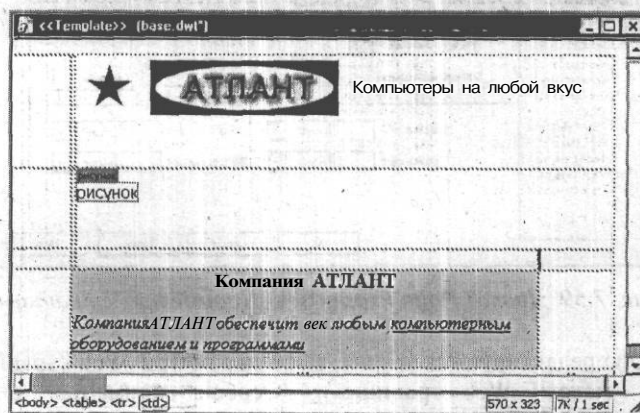 <<Template>> (base.dwt*)
АТЛАНТ
Компьютеры на любой вкус
рисунок
рисунок
Компания АТЛАНТ
КомпанияАТЛАНТобеспечит век любым компьютерным
оборудованием и программами
<body> <table> <tr> <td>
570 x 323
7K / 1 sec